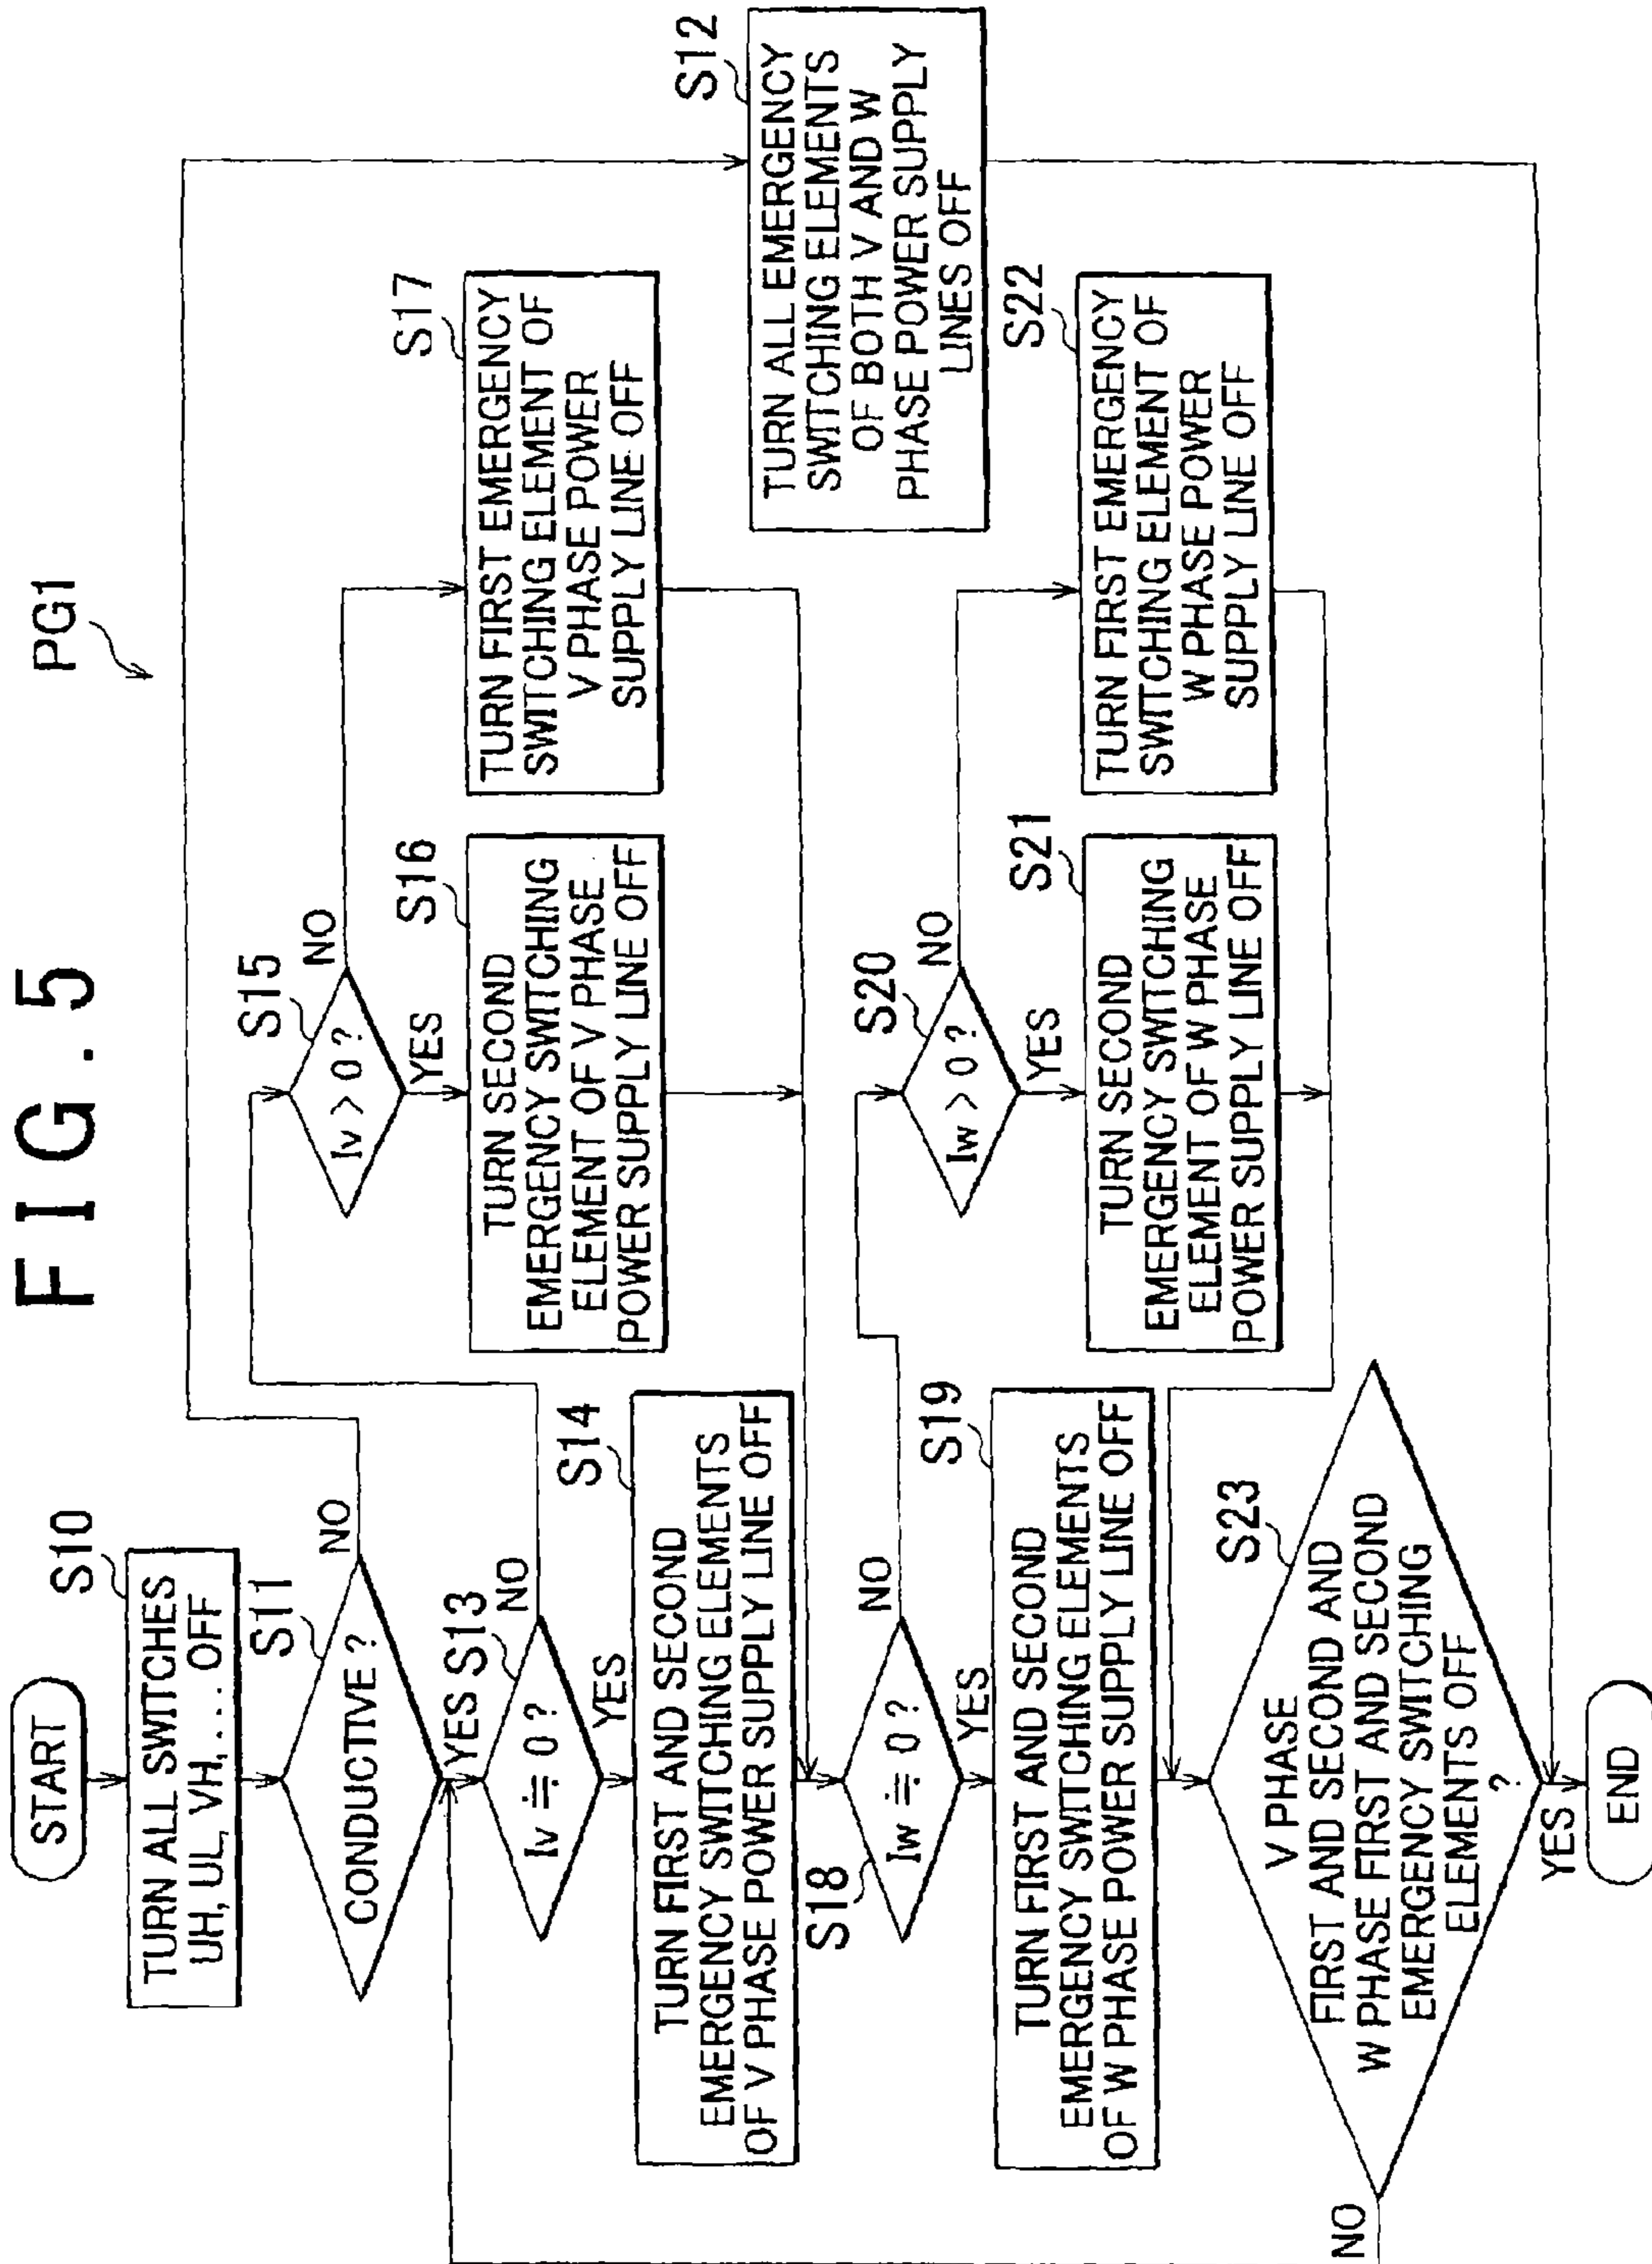 FIG. 5
PG1
START
S10
TURN ALL SWITCHES
UH, UL, VH, . . . OFF
S11
CONDUCTIVE ?
NO
YES
S12
TURN ALL EMERGENCY
SWITCHING ELEMENTS
OF BOTH V AND W
PHASE POWER SUPPLY
LINES OFF
S13
Iv ≒ 0 ?
NO
YES
S14
TURN FIRST AND SECOND
EMERGENCY SWITCHING ELEMENTS
OF V PHASE POWER SUPPLY LINE OFF
S15
Iv > 0 ?
NO
YES
S16
TURN SECOND
EMERGENCY SWITCHING
ELEMENT OF V PHASE
POWER SUPPLY LINE OFF
S17
TURN FIRST EMERGENCY
SWITCHING ELEMENT OF
V PHASE POWER
SUPPLY LINE OFF
S18
Iw ≒ 0 ?
NO
YES
S19
TURN FIRST AND SECOND
EMERGENCY SWITCHING ELEMENTS
OF W PHASE POWER SUPPLY LINE OFF
S20
Iw > 0 ?
NO
YES
S21
TURN SECOND
EMERGENCY SWITCHING
ELEMENT OF W PHASE
POWER SUPPLY LINE OFF
S22
TURN FIRST EMERGENCY
SWITCHING ELEMENT OF
W PHASE POWER
SUPPLY LINE OFF
S23
V PHASE
FIRST AND SECOND AND
W PHASE FIRST AND SECOND
EMERGENCY SWITCHING
ELEMENTS OFF
?
NO
YES
END